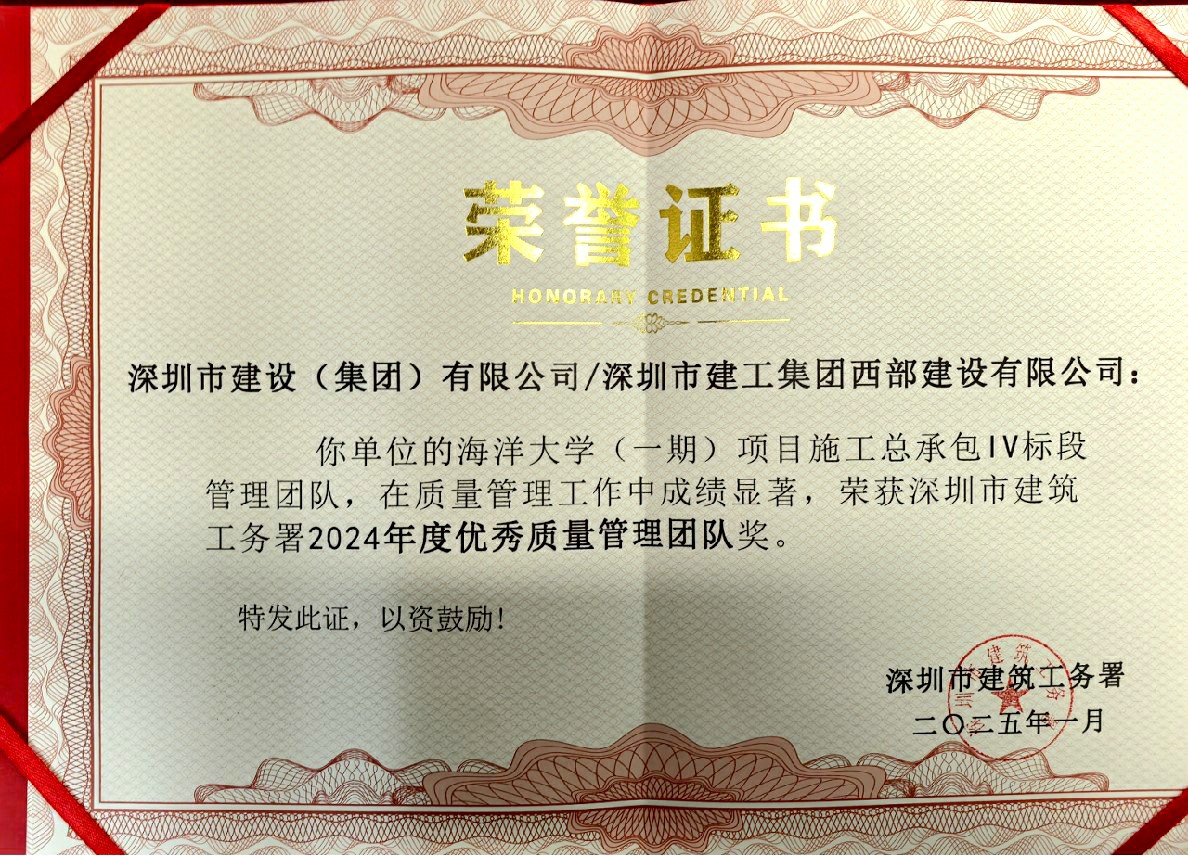 荣誉证书
HONORARY CREDENTIAL
深圳市建设（集团）有限公司/深圳市建工集团西部建设有限公司：
你单位的海洋大学（一期）项目施工总承包IV标段
管理团队，在质量管理工作中成绩显著，荣获深圳市建筑
工务署2024年度优秀质量管理团队奖。
特发此证，以资鼓励！
深圳市建筑工务署
二〇二五年一月